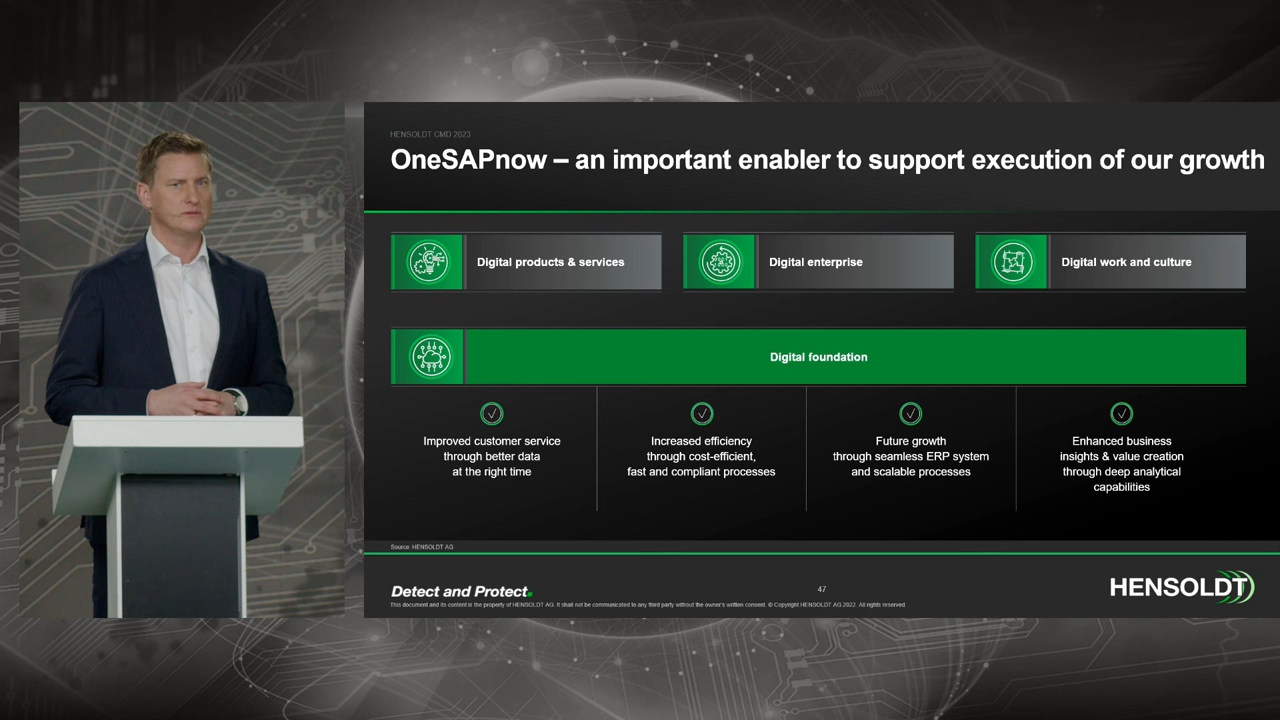 HENSOLDT CMD 2023
OneSAPnow – an important enabler to support execution of our growth
Digital products & services
Digital enterprise
Digital work and culture
Digital foundation
Improved customer service
through better data
at the right time
Increased efficiency
through cost-efficient,
fast and compliant processes
Future growth
through seamless ERP system
and scalable processes
Enhanced business
insights & value creation
through deep analytical
capabilities
Source: HENSOLDT AG
Detect and Protect.
47
HENSOLDT
This document and its content is the property of HENSOLDT AG. It shall not be communicated to any third party without the owner's written consent. © Copyright HENSOLDT AG 2022. All rights reserved.